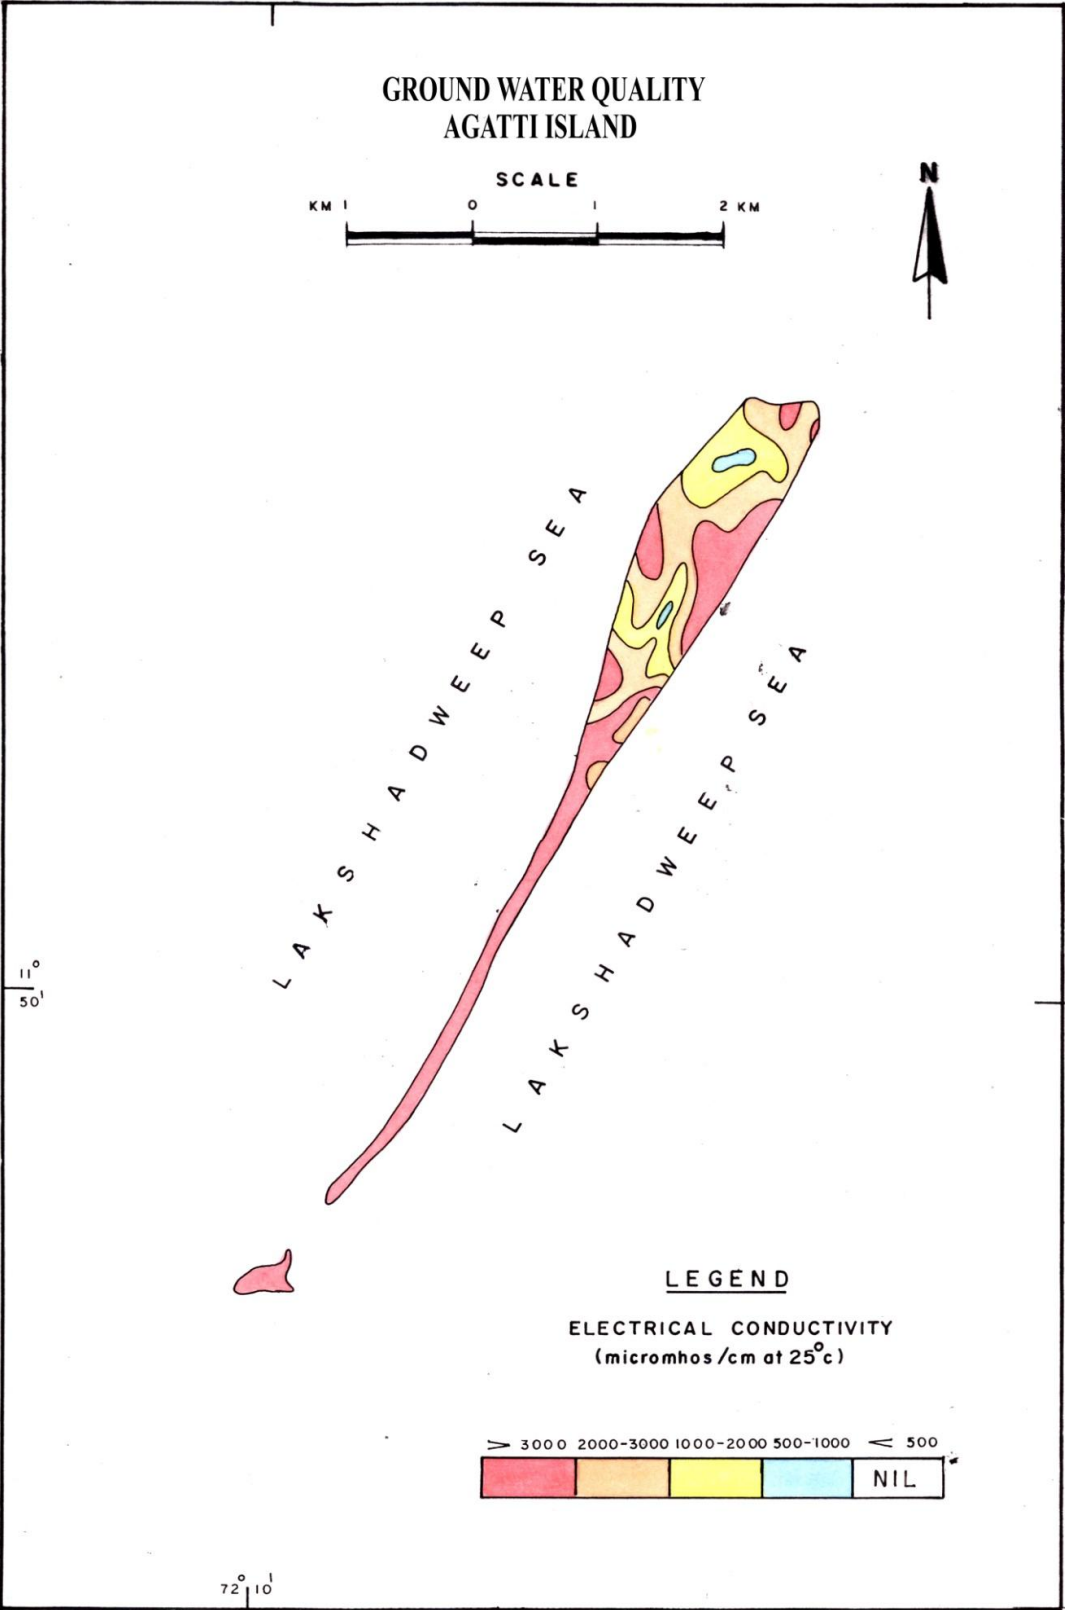 GROUND WATER QUALITY
AGATTI ISLAND
SCALE
KM 1 0 1 2 KM
N
LAKSHADWEEP SEA
LAKSHADWEEP SEA
11°
50'
LEGEND
ELECTRICAL CONDUCTIVITY
(micromhos/cm at 25°c)
> 3000 2000-3000 1000-2000 500-1000 < 500
NIL
72° 10'